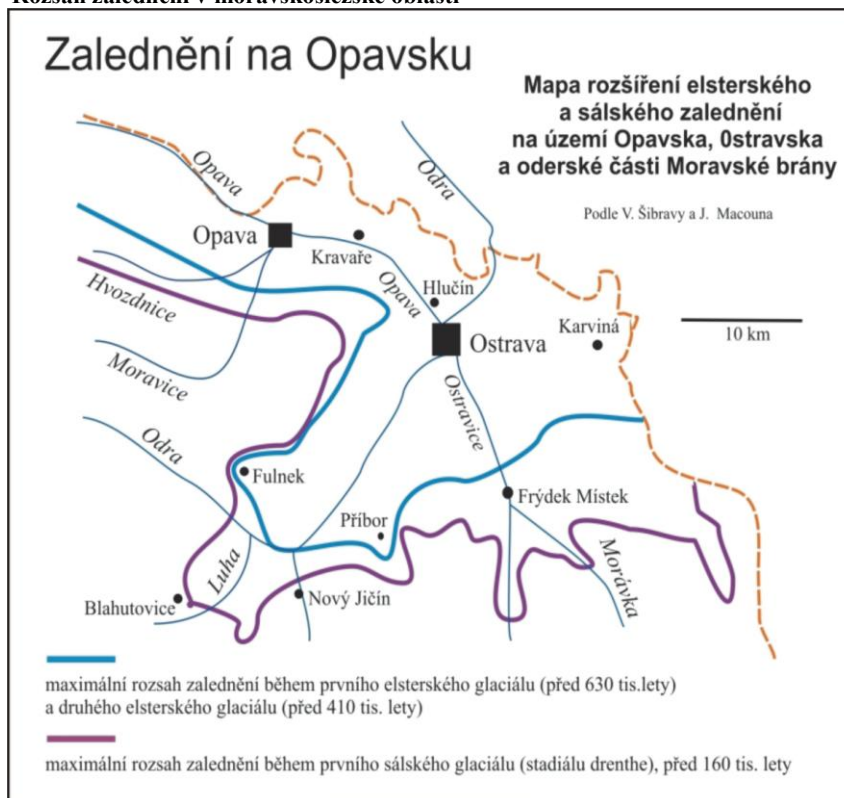 Rozsah zalednění v moravskoslezské oblasti
Zalednění na Opavsku
Mapa rozšíření elsterského
a sálského zalednění
na území Opavska, 0stravska
a oderské části Moravské brány
Podle V. Šibravy a J. Macouna
Opava
Odra
Opava
Kravaře
Opava
Hlučín
Hvozdnice
Ostrava
Karviná
10 km
Moravice
Ostravice
Odra
Fulnek
Frýdek Místek
Příbor
Luha
Morávka
Blahutovice
Nový Jičín
maximální rozsah zalednění během prvního elsterského glaciálu (před 630 tis.lety)
a druhého elsterského glaciálu (před 410 tis. lety)
maximální rozsah zalednění během prvního sálského glaciálu (stadiálu drenthe), před 160 tis. lety